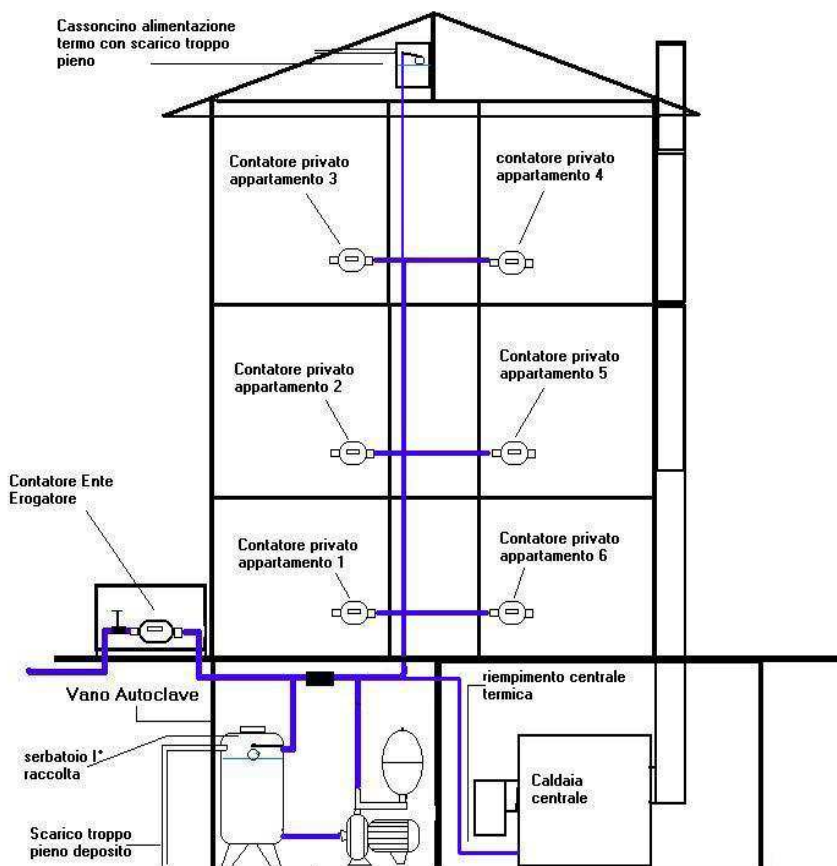 Cassoncino alimentazione
termo con scarico troppo
pieno
Contatore privato
appartamento 3
contatore privato
appartamento 4
Contatore privato
appartamento 2
Contatore privato
appartamento 5
Contatore Ente
Erogatore
Contatore privato
appartamento 1
Contatore privato
appartamento 6
Vano Autoclave
riempimento centrale
termica
serbatoio I°
raccolta
Caldaia
centrale
Scarico troppo
pieno deposito